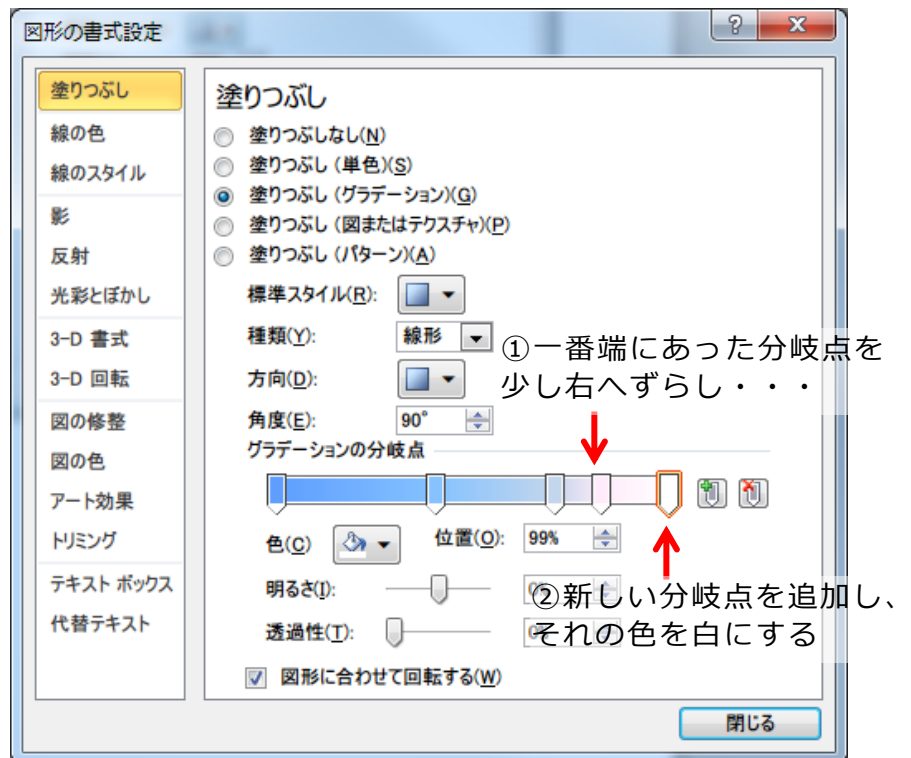 図形の書式設定
塗りつぶし
線の色
線のスタイル
影
反射
光彩とぼかし
3-D 書式
3-D 回転
図の修整
図の色
アート効果
トリミング
テキスト ボックス
代替テキスト
塗りつぶし
塗りつぶしなし(N)
塗りつぶし (単色)(S)
塗りつぶし (グラデーション)(G)
塗りつぶし (図またはテクスチャ)(P)
塗りつぶし (パターン)(A)
標準スタイル(R):
種類(Y): 線形
方向(D):
角度(E): 90°
①一番端にあった分岐点を
少し右へずらし・・・
グラデーションの分岐点
色(C) 位置(O): 99%
明るさ(I):
透過性(T):
②新しい分岐点を追加し、
それの色を白にする
図形に合わせて回転する(W)
閉じる